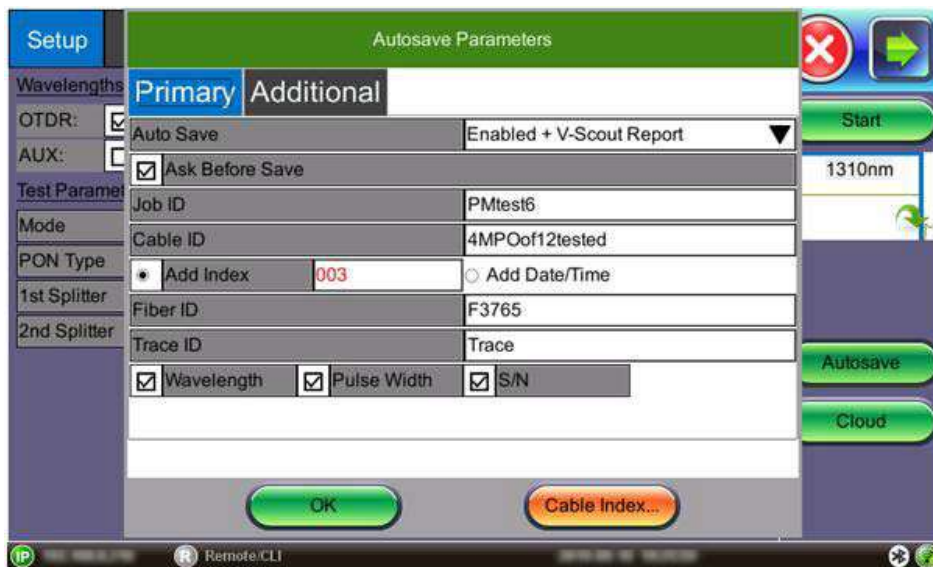 Setup
Autosave Parameters
Wavelengths
Primary Additional
OTDR:
Auto Save Enabled + V-Scout Report
Start
AUX:
Ask Before Save
1310nm
Test Paramet
Job ID PMtest6
Mode
Cable ID 4MPOof12tested
PON Type
Add Index 003 Add Date/Time
1st Splitter
Fiber ID F3765
2nd Splitter
Trace ID Trace
Autosave
Wavelength Pulse Width S/N
Cloud
OK Cable Index...
IP R Remote/CLI